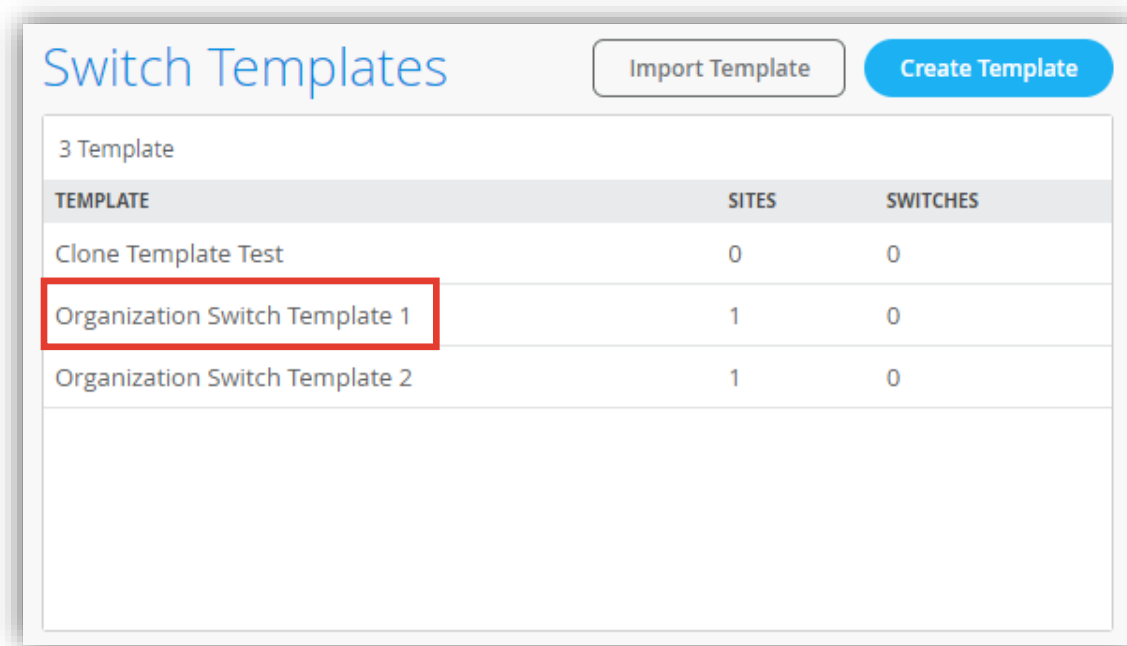 Switch Templates
Import Template
Create Template
3 Template
TEMPLATE SITES SWITCHES
Clone Template Test 0 0
Organization Switch Template 1 1 0
Organization Switch Template 2 1 0